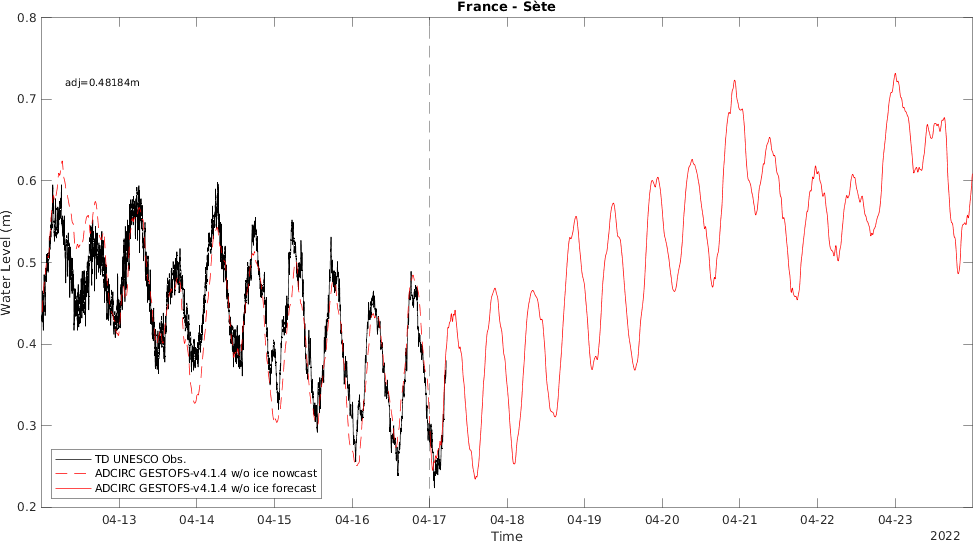 France - Sète
0.8
0.7
0.6
0.5
0.4
0.3
0.2
Water Level (m)
adj=0.48184m
TD UNESCO Obs.
ADCIRC GESTOFS-v4.1.4 w/o ice nowcast
ADCIRC GESTOFS-v4.1.4 w/o ice forecast
04-13 04-14 04-15 04-16 04-17 04-18 04-19 04-20 04-21 04-22 04-23
Time
2022